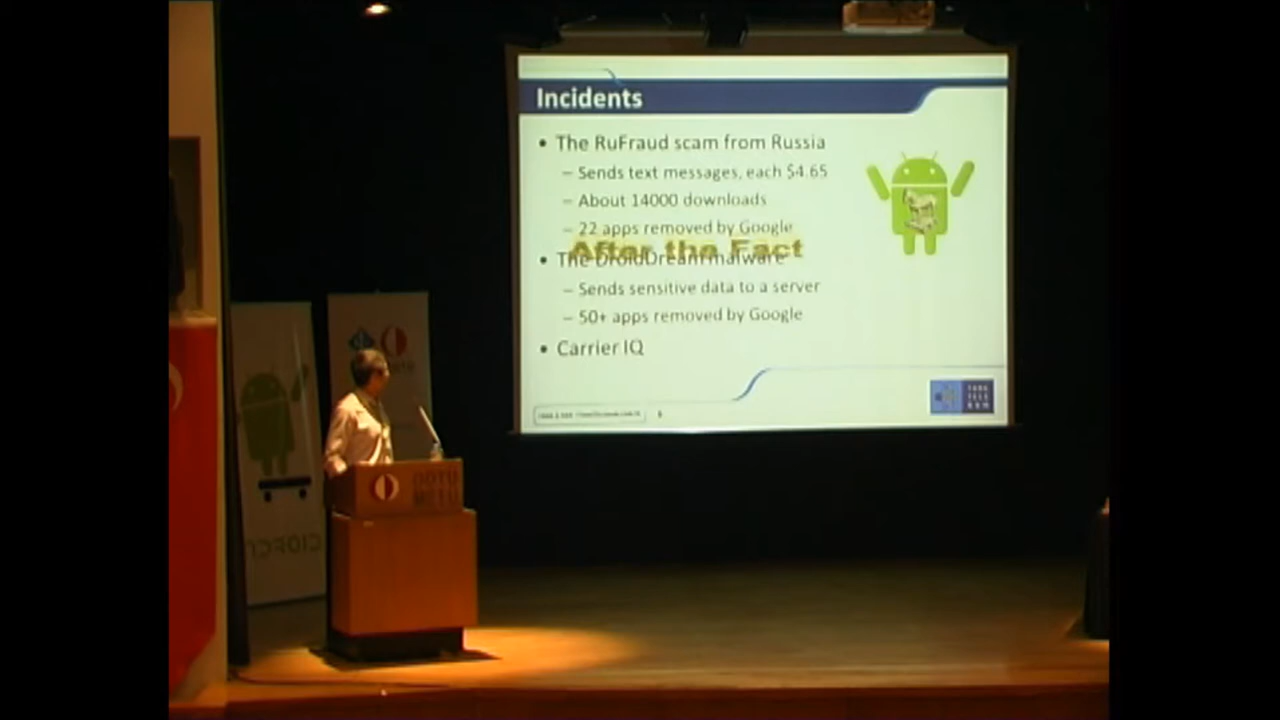 Incidents
• The RuFraud scam from Russia
– Sends text messages, each $4.65
– About 14000 downloads
– 22 apps removed by Google
After the Fact
• The DroidDream malware
– Sends sensitive data to a server
– 50+ apps removed by Google
• Carrier IQ
ODTÜ
METU